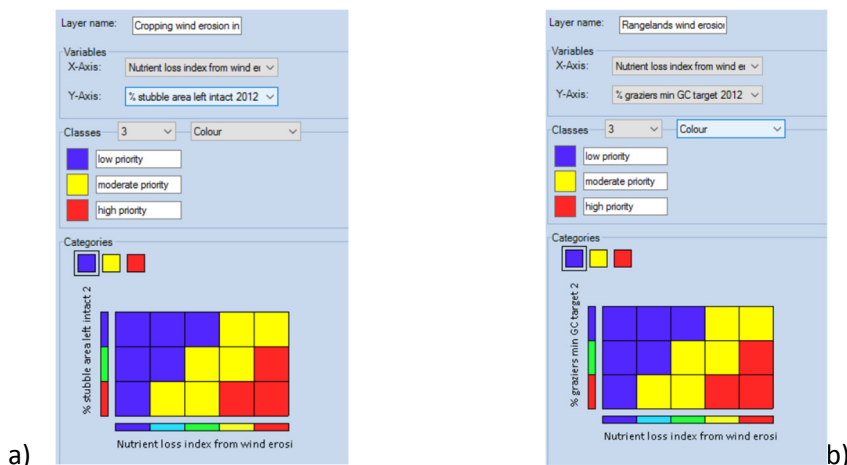 Layer name: Cropping wind erosion in
Variables
X-Axis: Nutrient loss index from wind er
Y-Axis: % stubble area left intact 2012
Classes 3 Colour
low priority
moderate priority
high priority
Categories
% stubble area left intact 2
Nutrient loss index from wind erosi
a)
Layer name: Rangelands wind erosion
Variables
X-Axis: Nutrient loss index from wind er
Y-Axis: % graziers min GC target 2012
Classes 3 Colour
low priority
moderate priority
high priority
Categories
% graziers min GC target 2
Nutrient loss index from wind erosi
b)